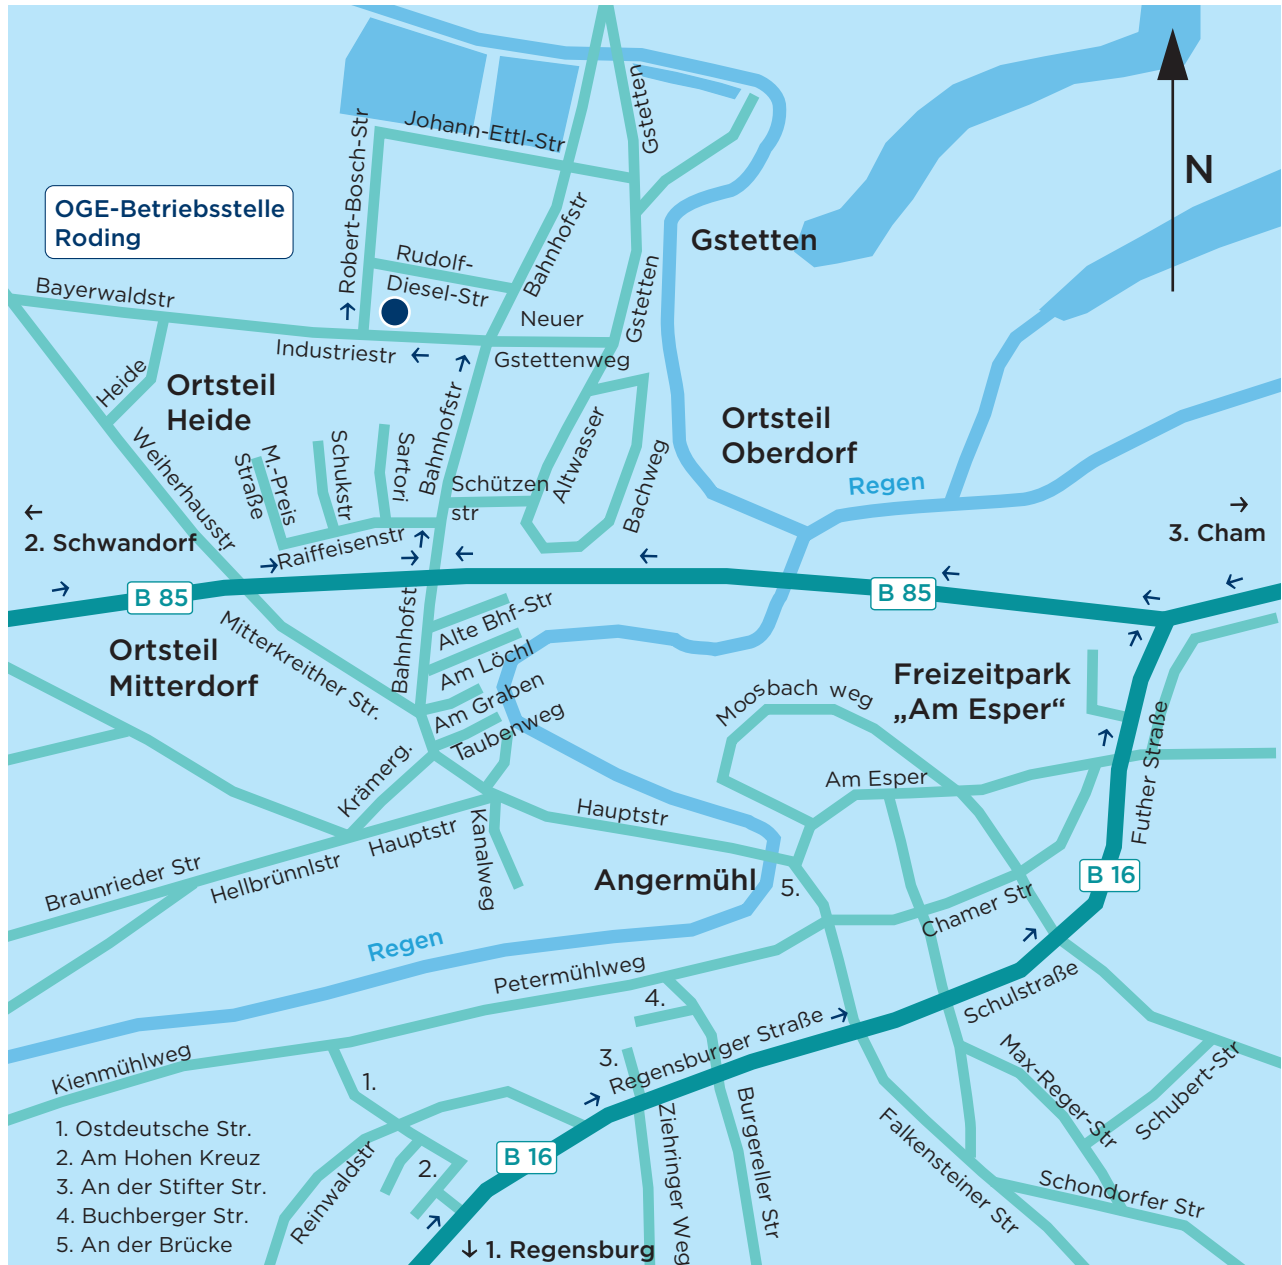 Johann-Ettl-Str
Gstetten
Robert-Bosch-Str
N
OGE-Betriebsstelle
Roding
Bahnhofstr
Gstetten
Rudolf-
Diesel-Str
Gstetten
Bayerwaldstr
Neuer
Gstettenweg
Industriestr
Heide
Ortsteil
Heide
Bahnhofstr
Ortsteil
Oberdorf
Weiherhausstr
M.-Preis
Straße
Schukstr
Sartori
Altwasser
Bachweg
Schützen
str
Regen
2. Schwandorf
Raiffeisenstr
3. Cham
B 85
B 85
Mitterkreither Str.
Bahnhofst
Alte Bhf-Str
Am Löchl
Am Graben
Taubenweg
Ortsteil
Mitterdorf
Moosbach weg
Freizeitpark
„Am Esper“
Futher Straße
Krämerg.
Am Esper
Hauptstr
Hauptstr
Kanalweg
Braunrieder Str
Hellbrünnlstr
Angermühl
5.
B 16
Chamer Str
Regen
Petermühlweg
4.
Schulstraße
Regensburger Straße
3.
Kienmühlweg
1.
Max-Reger-Str
Schubert-Str
Ziehringer Weg
Burgereller Str
Falkensteiner Str
Schondorfer Str
Reinwaldstr
2.
B 16
1. Ostdeutsche Str.
2. Am Hohen Kreuz
3. An der Stifter Str.
4. Buchberger Str.
5. An der Brücke
1. Regensburg